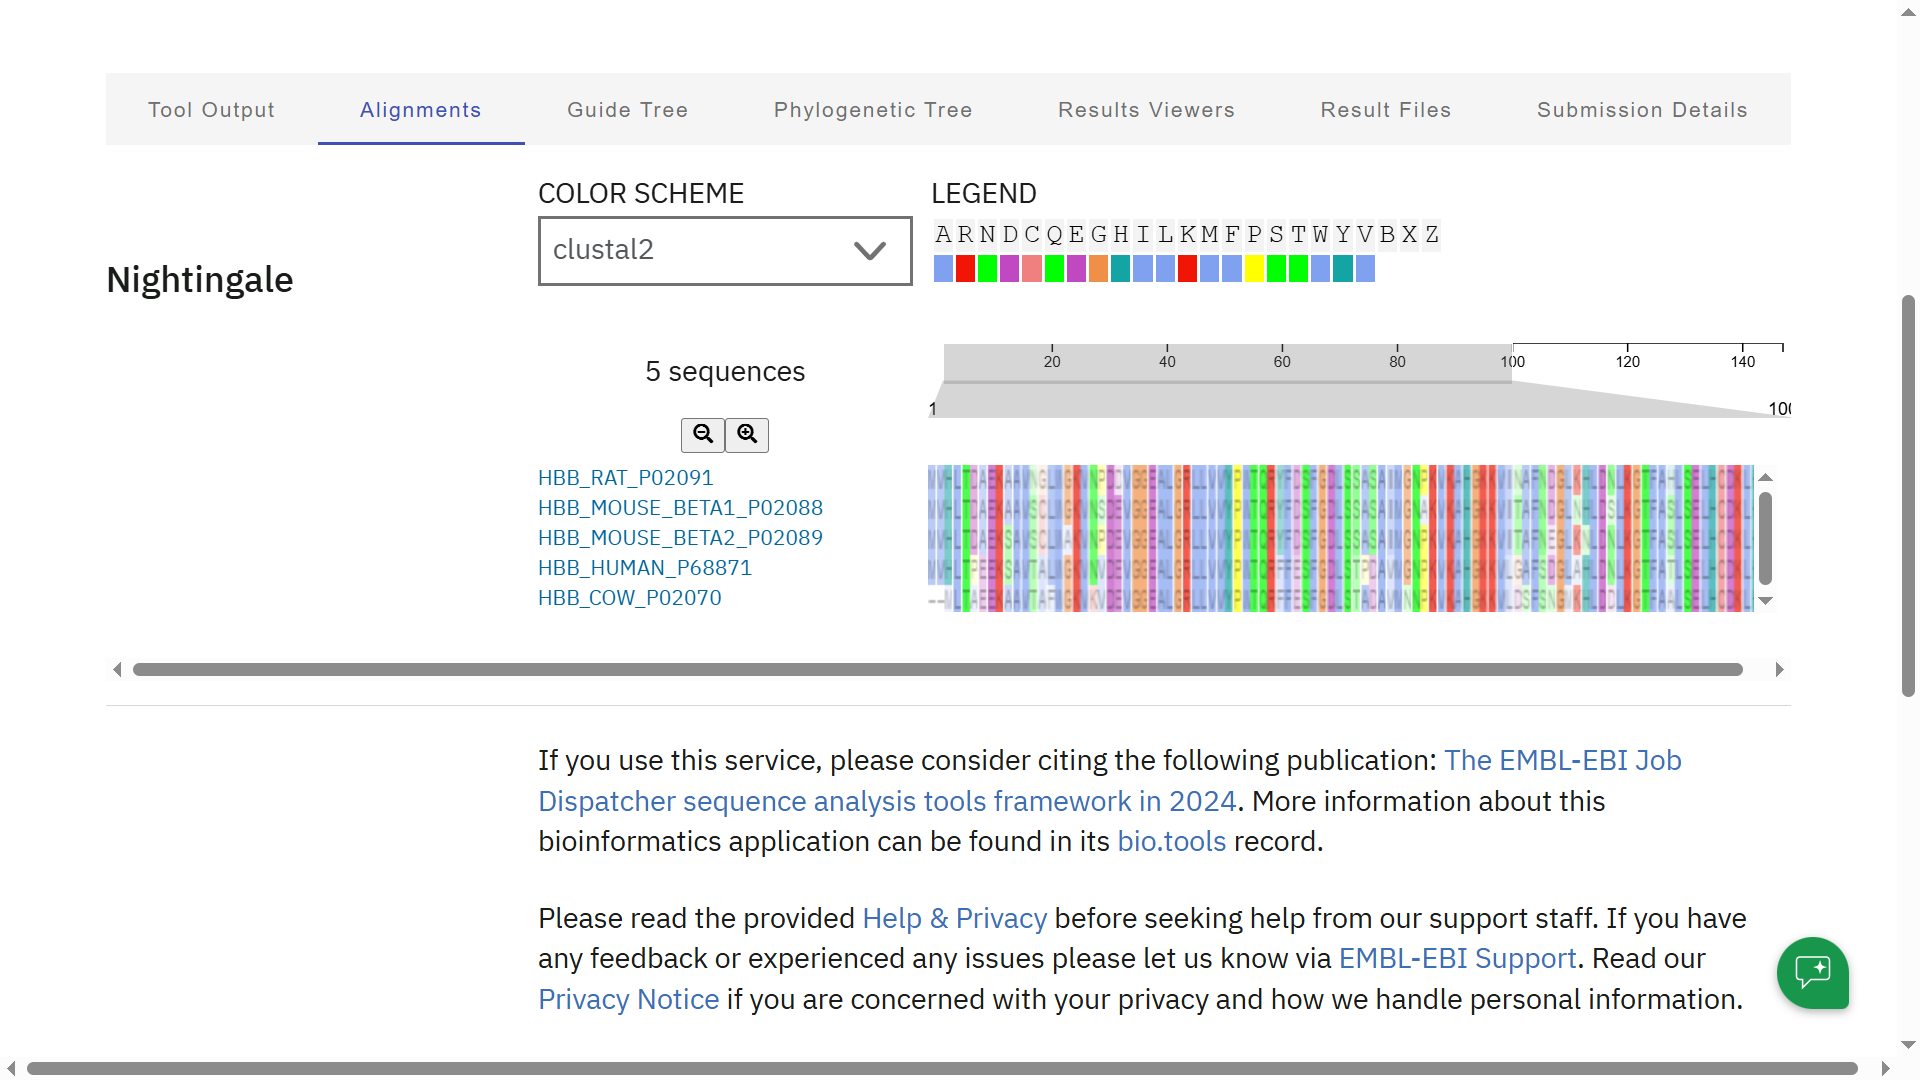 Tool Output Alignments Guide Tree Phylogenetic Tree Results Viewers Result Files Submission Details
COLOR SCHEME LEGEND
clustal2
A R N D C Q E G H I L K M F P S T W Y V B X Z
Nightingale
5 sequences
20 40 60 80 100 120 140
1
HBB_RAT_P02091
HBB_MOUSE_BETA1_P02088
HBB_MOUSE_BETA2_P02089
HBB_HUMAN_P68871
HBB_COW_P02070
If you use this service, please consider citing the following publication: The EMBL-EBI Job
Dispatcher sequence analysis tools framework in 2024. More information about this
bioinformatics application can be found in its bio.tools record.
Please read the provided Help & Privacy before seeking help from our support staff. If you have
any feedback or experienced any issues please let us know via EMBL-EBI Support. Read our
Privacy Notice if you are concerned with your privacy and how we handle personal information.